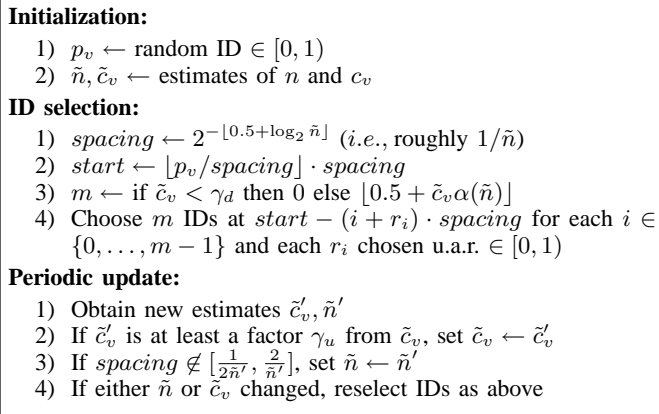 Initialization:
1) p_v ← random ID ∈ [0, 1)
2) ñ, c̃_v ← estimates of n and c_v
ID selection:
1) spacing ← 2^{−⌊0.5+log₂ ñ⌋} (i.e., roughly 1/ñ)
2) start ← ⌊p_v/spacing⌋ · spacing
3) m ← if c̃_v < γ_d then 0 else ⌊0.5 + c̃_v α(ñ)⌋
4) Choose m IDs at start − (i + r_i) · spacing for each i ∈
{0, . . . , m − 1} and each r_i chosen u.a.r. ∈ [0, 1)
Periodic update:
1) Obtain new estimates c̃′_v, ñ′
2) If c̃′_v is at least a factor γ_u from c̃_v, set c̃_v ← c̃′_v
3) If spacing ∉ [1/(2ñ′), 2/ñ′], set ñ ← ñ′
4) If either ñ or c̃_v changed, reselect IDs as above